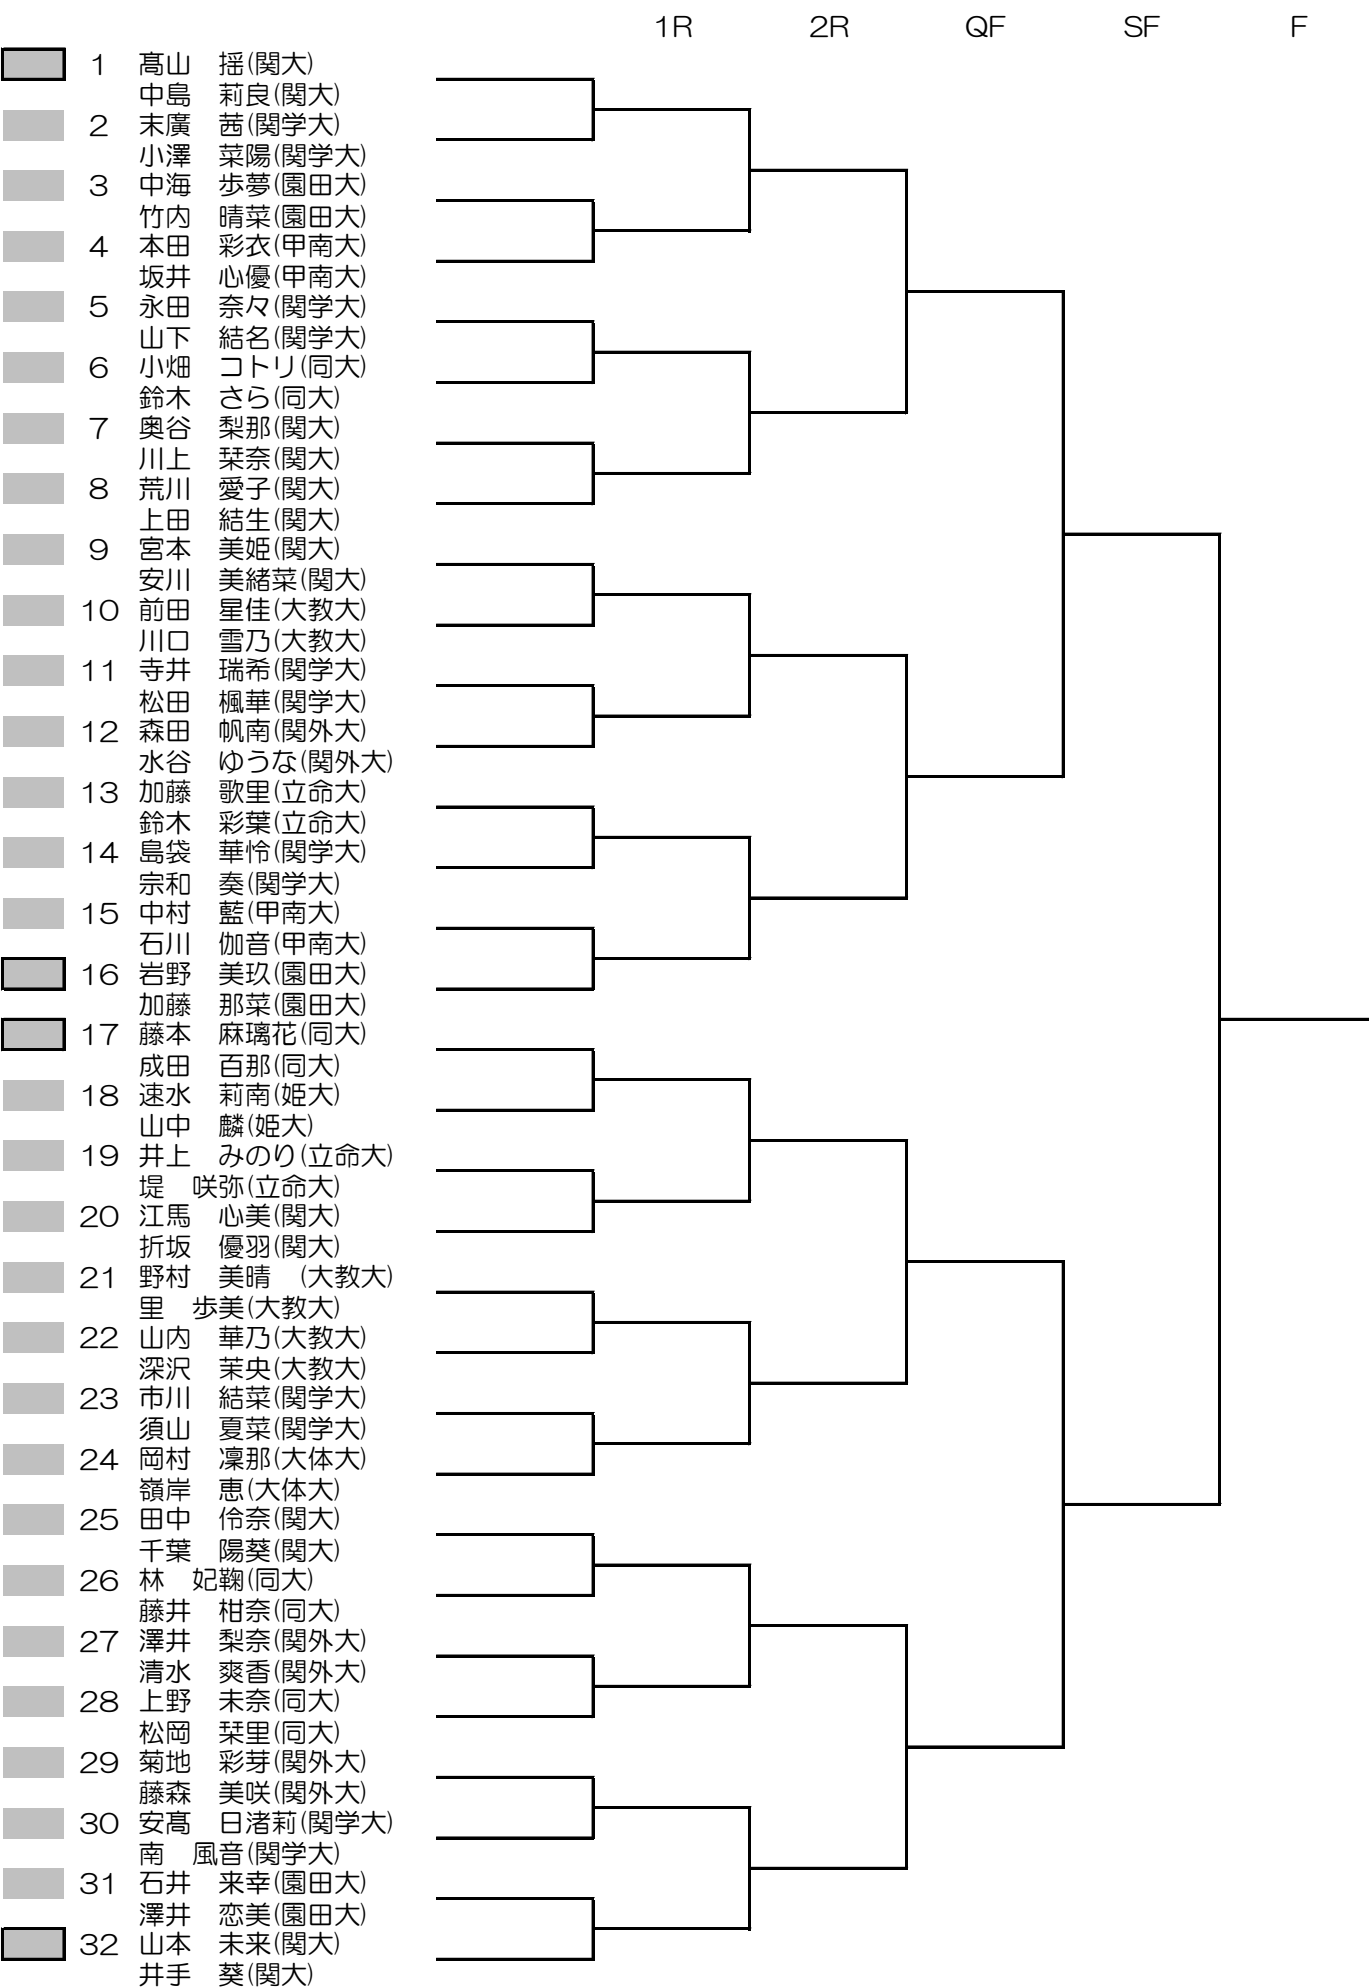 1R 2R QF SF F
1 髙山　揺(関大)
中島　莉良(関大)
2 末廣　茜(関学大)
小澤　菜陽(関学大)
3 中海　歩夢(園田大)
竹内　晴菜(園田大)
4 本田　彩衣(甲南大)
坂井　心優(甲南大)
5 永田　奈々(関学大)
山下　結名(関学大)
6 小畑　コトリ(同大)
鈴木　さら(同大)
7 奥谷　梨那(関大)
川上　栞奈(関大)
8 荒川　愛子(関大)
上田　結生(関大)
9 宮本　美姫(関大)
安川　美緒菜(関大)
10 前田　星佳(大教大)
川口　雪乃(大教大)
11 寺井　瑞希(関学大)
松田　楓華(関学大)
12 森田　帆南(関外大)
水谷　ゆうな(関外大)
13 加藤　歌里(立命大)
鈴木　彩葉(立命大)
14 島袋　華怜(関学大)
宗和　奏(関学大)
15 中村　藍(甲南大)
石川　伽音(甲南大)
16 岩野　美玖(園田大)
加藤　那菜(園田大)
17 藤本　麻璃花(同大)
成田　百那(同大)
18 速水　莉南(姫大)
山中　麟(姫大)
19 井上　みのり(立命大)
堤　咲弥(立命大)
20 江馬　心美(関大)
折坂　優羽(関大)
21 野村　美晴　(大教大)
里　歩美(大教大)
22 山内　華乃(大教大)
深沢　茉央(大教大)
23 市川　結菜(関学大)
須山　夏菜(関学大)
24 岡村　凜那(大体大)
嶺岸　恵(大体大)
25 田中　伶奈(関大)
千葉　陽葵(関大)
26 林　妃鞠(同大)
藤井　柑奈(同大)
27 澤井　梨奈(関外大)
清水　爽香(関外大)
28 上野　未奈(同大)
松岡　栞里(同大)
29 菊地　彩芽(関外大)
藤森　美咲(関外大)
30 安髙　日渚莉(関学大)
南　風音(関学大)
31 石井　来幸(園田大)
澤井　恋美(園田大)
32 山本　未来(関大)
井手　葵(関大)